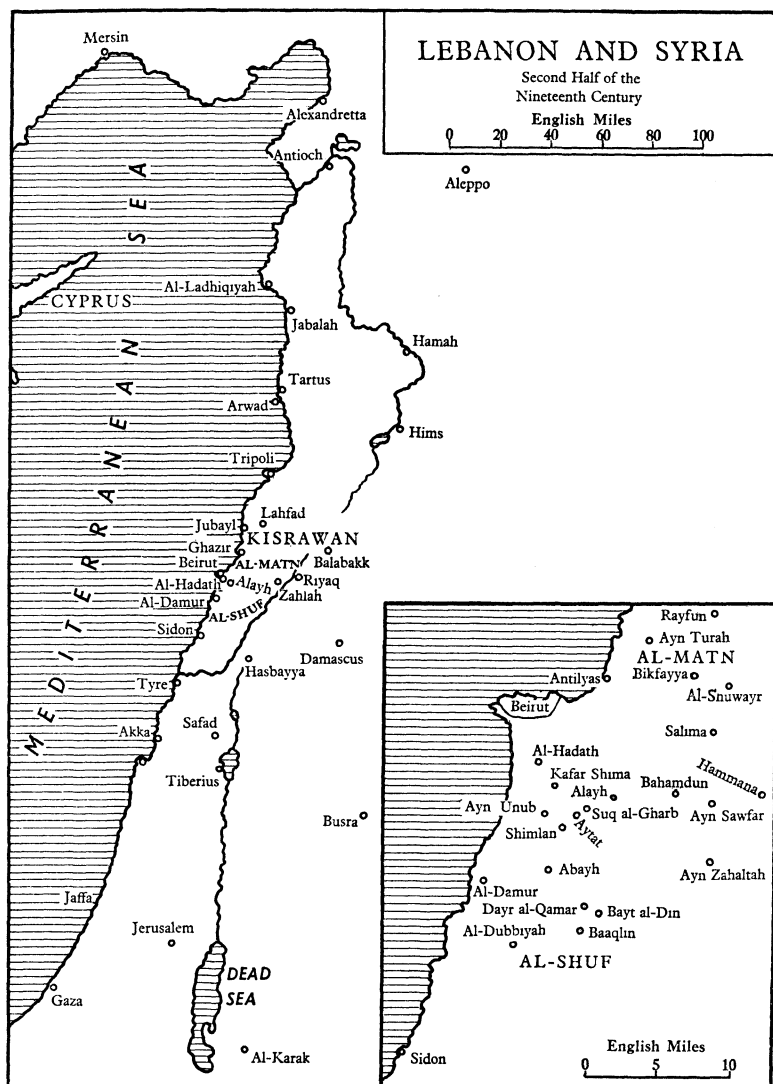 LEBANON AND SYRIA
Second Half of the
Nineteenth Century
English Miles
0 20 40 60 80 100
Mersin
Alexandretta
Antioch
Aleppo
MEDITERRANEAN SEA
CYPRUS
Al-Ladhiqiyah
Jabalah
Hamah
Tartus
Arwad
Hims
Tripoli
Lahfad
Jubayl
KISRAWAN
Ghazir
Balabakk
Beirut
AL-MATN
Al-Hadath
Alayh
Riyaq
Zahlah
Al-Damur
AL-SHUF
Sidon
Damascus
Hasbayya
Tyre
Safad
Akka
Tiberius
Busra
Jaffa
Jerusalem
DEAD
SEA
Gaza
Al-Karak
Rayfun
Ayn Turah
AL-MATN
Bikfayya
Antilyas
Al-Shuwayr
Beirut
Salima
Al-Hadath
Kafar Shima
Hammana
Bahamdun
Alayh
Ayn Unub
Suq al-Gharb
Ayn Sawfar
Aytat
Shimlan
Abayh
Ayn Zahaltah
Al-Damur
Dayr al-Qamar
Bayt al-Din
Al-Dubbiyah
Baaqlin
AL-SHUF
Sidon
English Miles
0 5 10